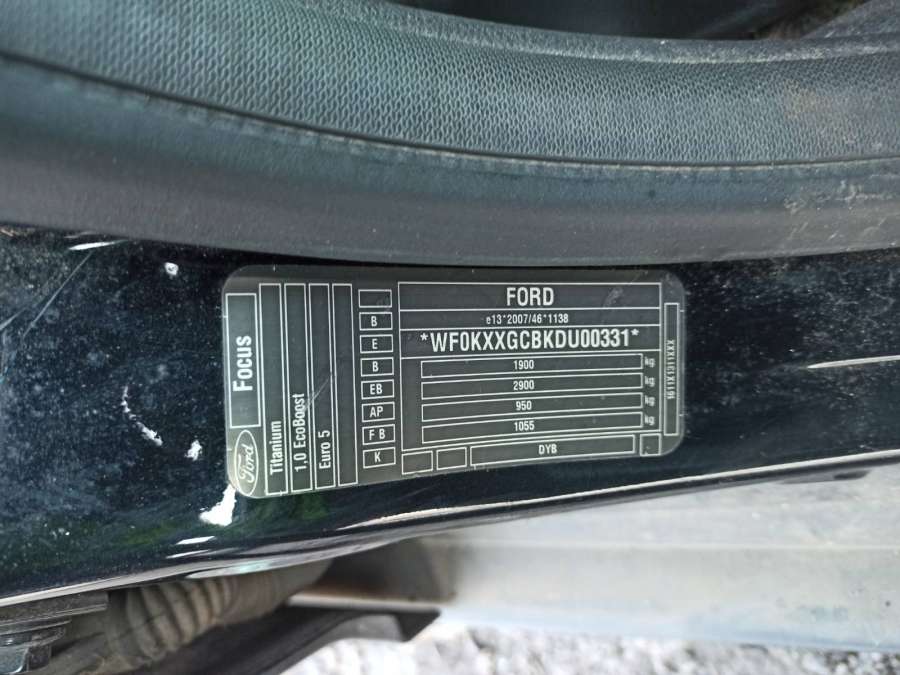 FORD
e13*2007/46*1138
*WF0KXXGCBKDU00331*
1900 kg
2900 kg
950 kg
1055 kg
DYB
1611X1311XXX
B
E
B
EB
AP
F B
K
Focus
Ford
Titanium
1,0 EcoBoost
Euro 5